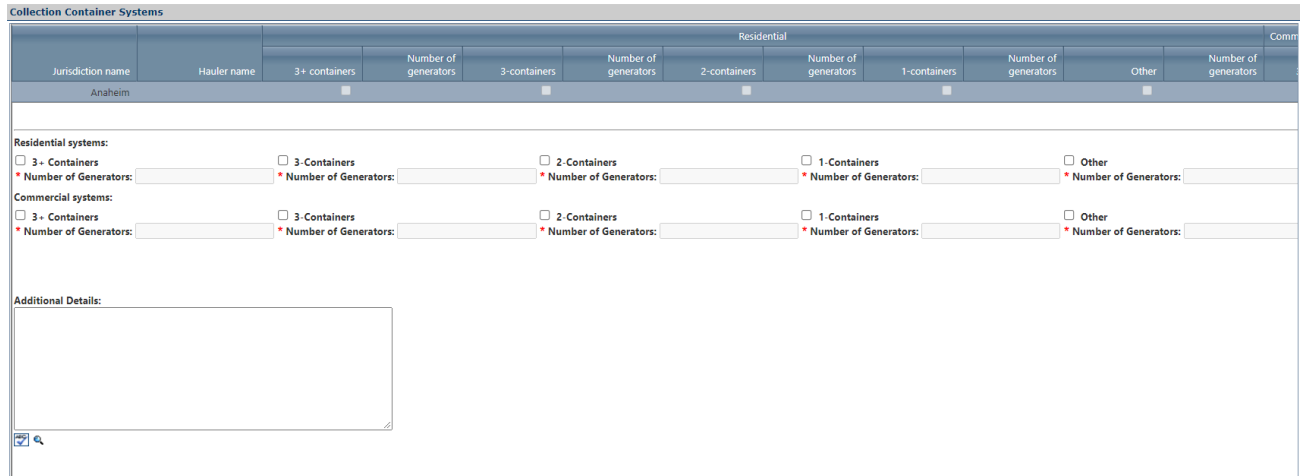 Collection Container Systems
Residential Comm
Jurisdiction name Hauler name 3+ containers Number of generators 3-containers Number of generators 2-containers Number of generators 1-containers Number of generators Other Number of generators
Anaheim
Residential systems:
3+ Containers 3-Containers 2-Containers 1-Containers Other
* Number of Generators: * Number of Generators: * Number of Generators: * Number of Generators: * Number of Generators:
Commercial systems:
3+ Containers 3-Containers 2-Containers 1-Containers Other
* Number of Generators: * Number of Generators: * Number of Generators: * Number of Generators: * Number of Generators:
Additional Details: